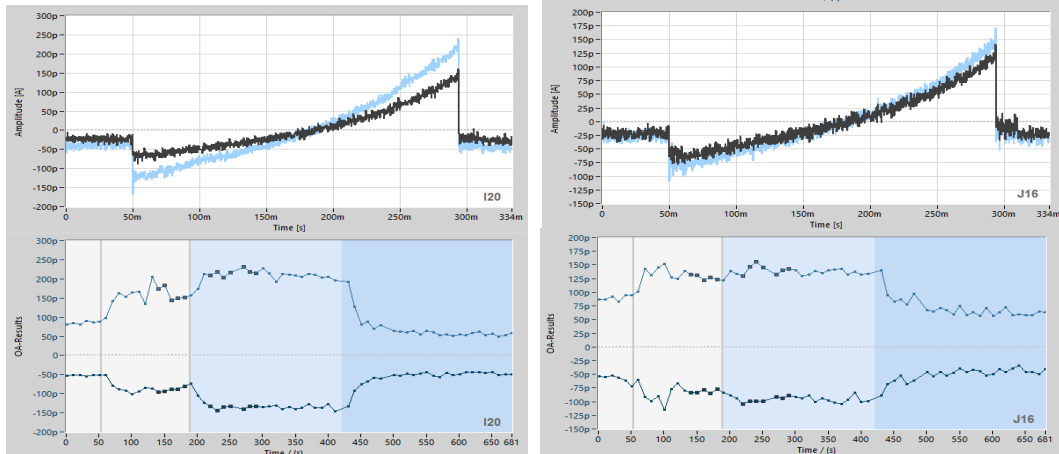 300p
250p
200p
150p
100p
50p
0
-50p
-100p
-150p
-200p
Amplitude [A]
0
50m
100m
150m
200m
250m
300m
334m
Time [s]
I20
200p
175p
150p
125p
100p
75p
50p
25p
0
-25p
-50p
-75p
-100p
-125p
-150p
Amplitude [A]
0
50m
100m
150m
200m
250m
300m
334m
Time [s]
J16
300p
250p
200p
150p
100p
50p
0
-50p
-100p
-150p
-200p
OA-Results
0
50
100
150
200
250
300
350
400
450
500
550
600
650
681
Time / (s)
I20
200p
175p
150p
125p
100p
75p
50p
25p
0
-25p
-50p
-75p
-100p
-125p
-150p
OA-Results
0
50
100
150
200
250
300
350
400
450
500
550
600
650
681
Time / (s)
J16